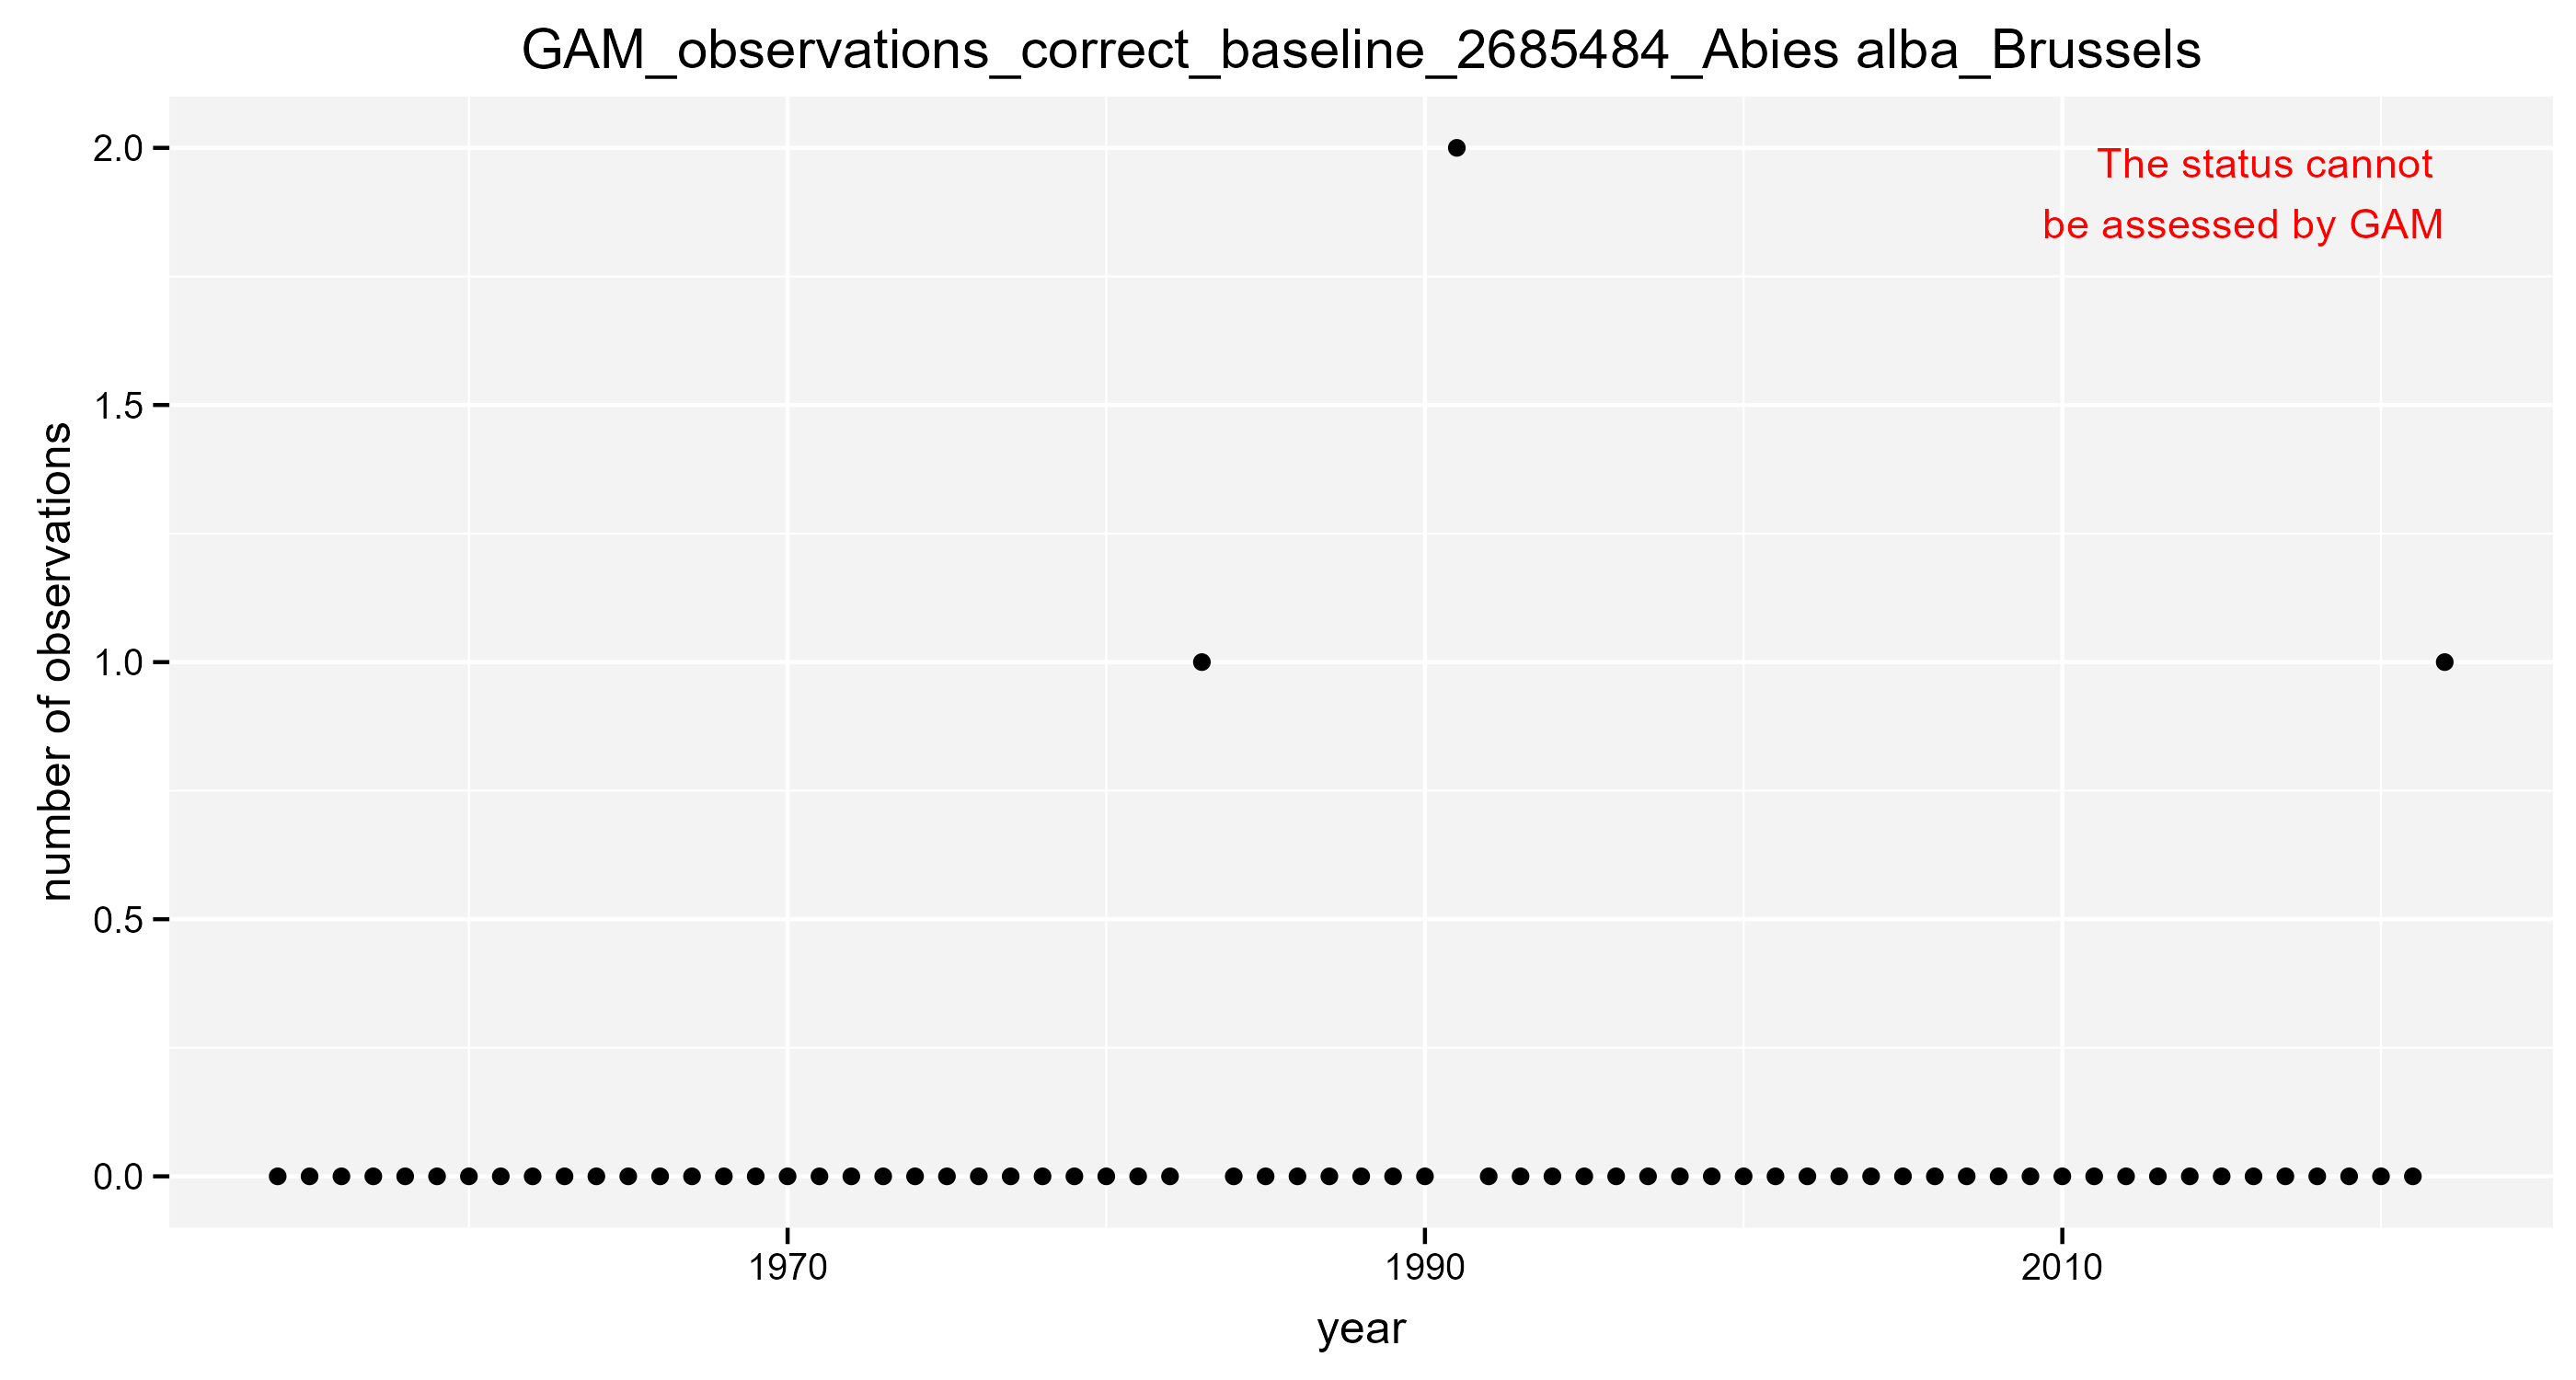 GAM_observations_correct_baseline_2685484_Abies alba_Brussels
The status cannot
be assessed by GAM
number of observations
2.0
1.5
1.0
0.5
0.0
1970
1990
2010
year